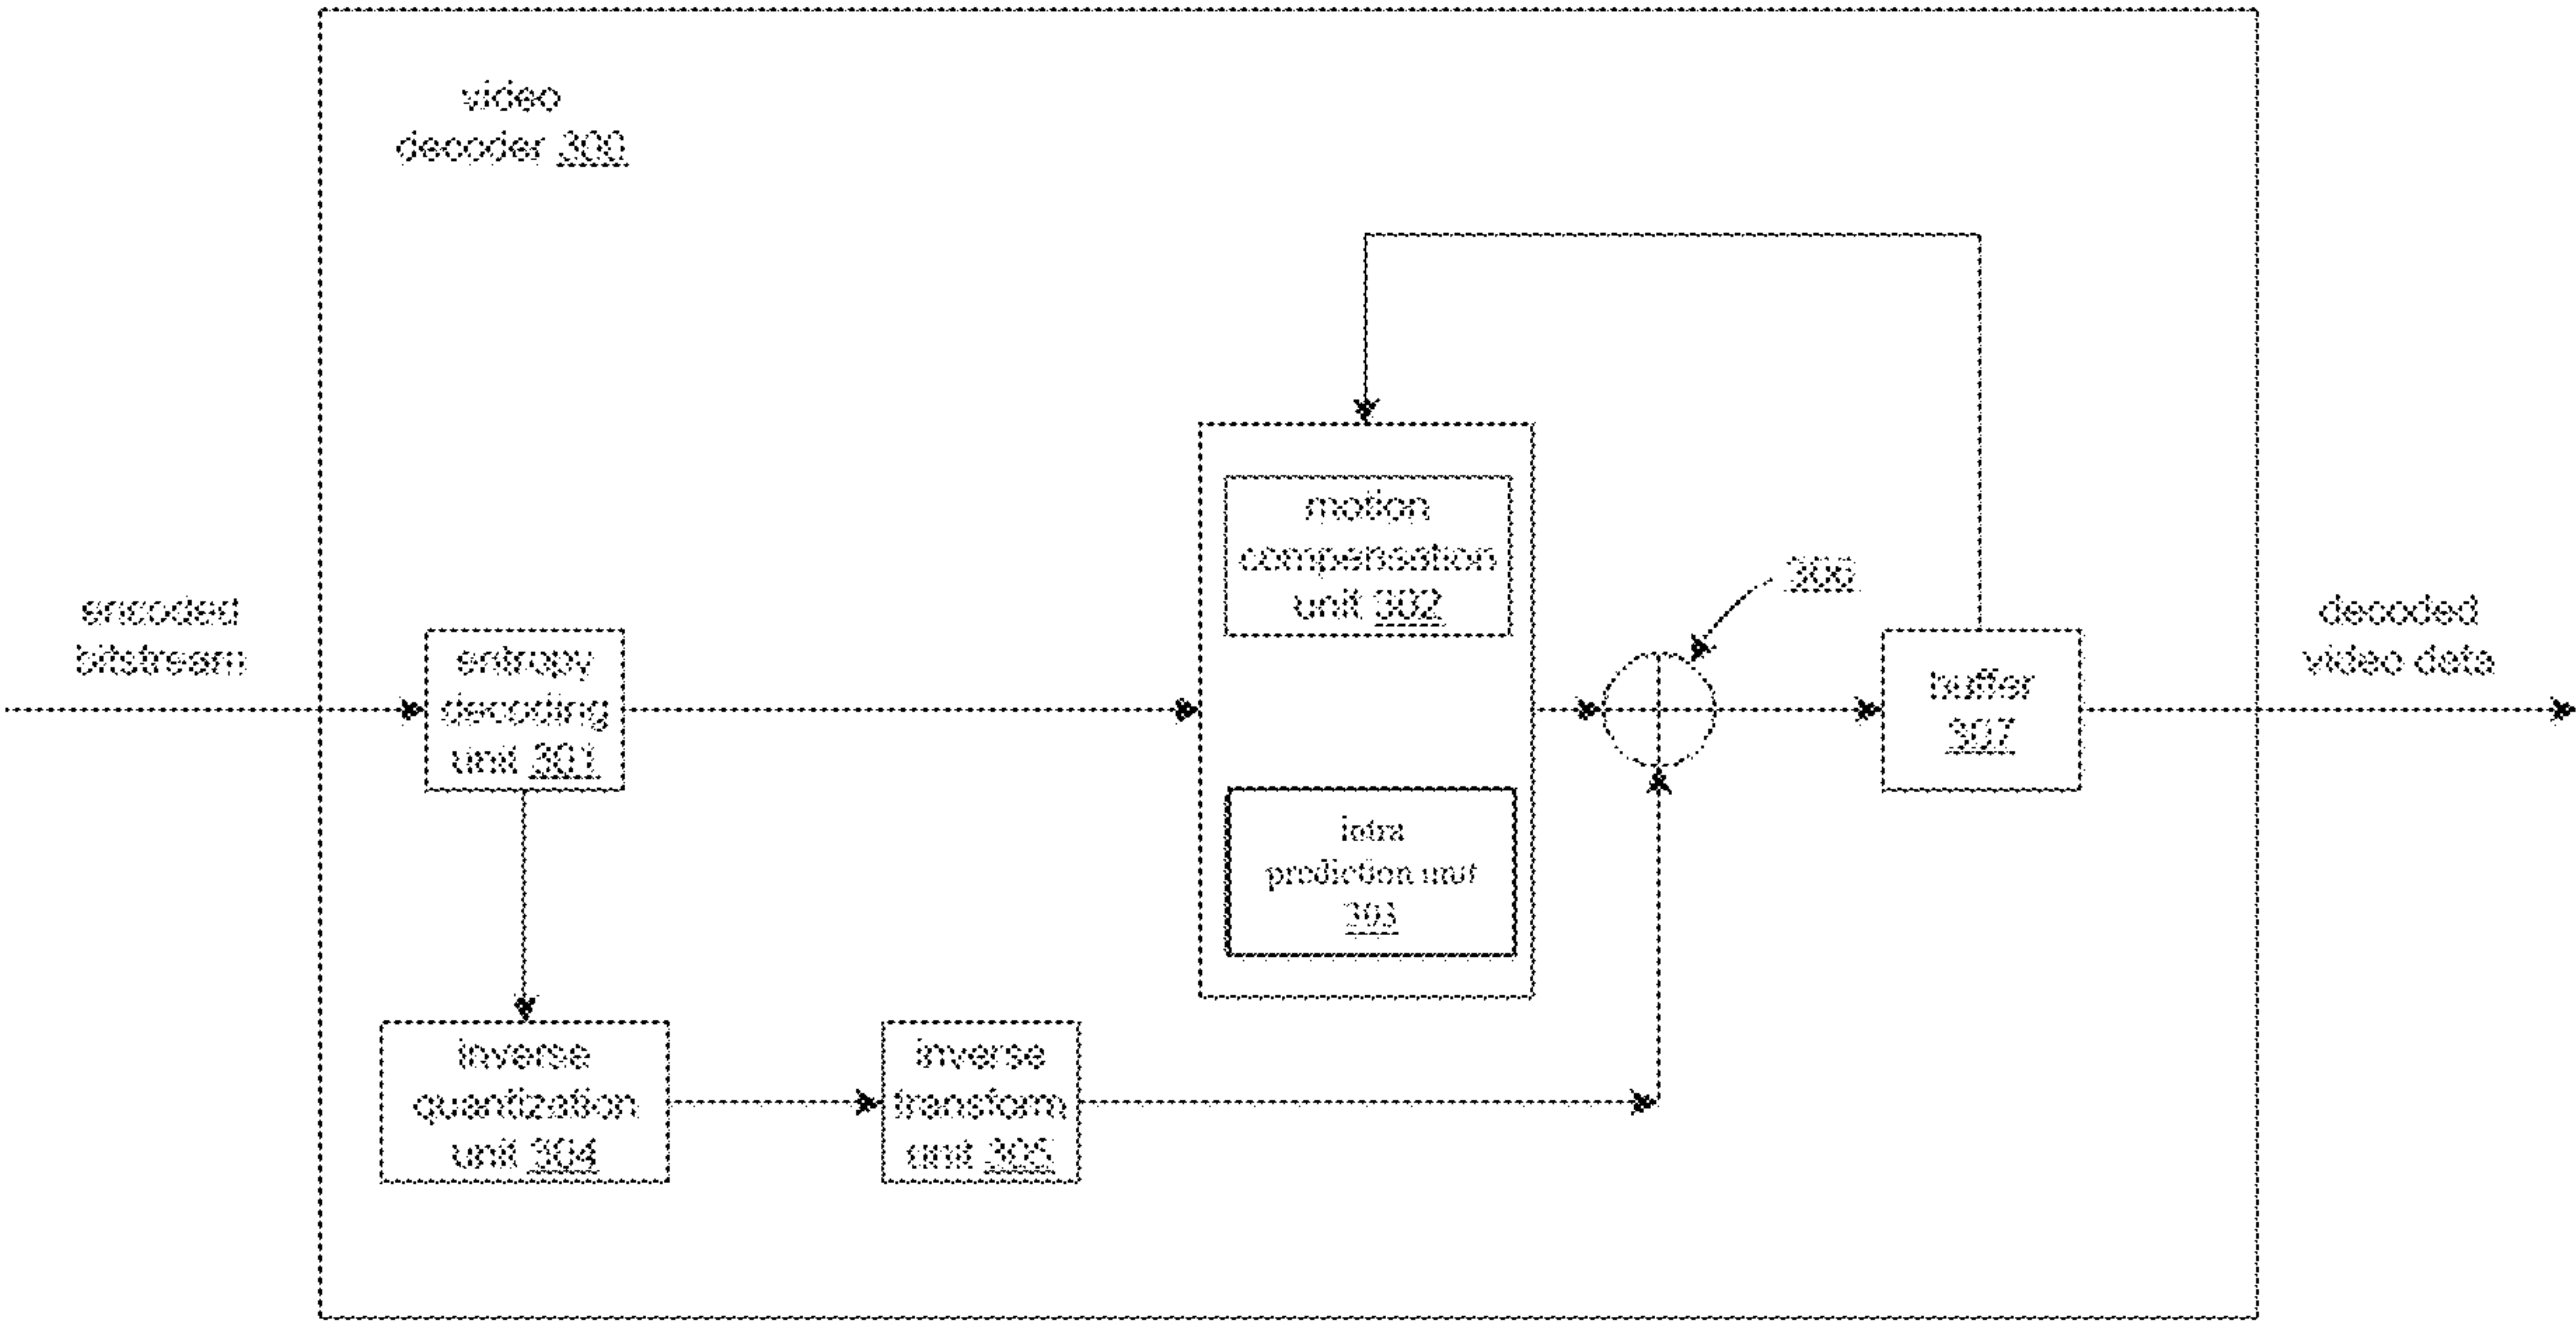 video
decoder 300
encoded
bitstream
entropy
decoding
unit 301
motion
compensation
unit 302
intra
prediction unit
303
306
buffer
307
decoded
video data
inverse
quantization
unit 304
inverse
transform
unit 305